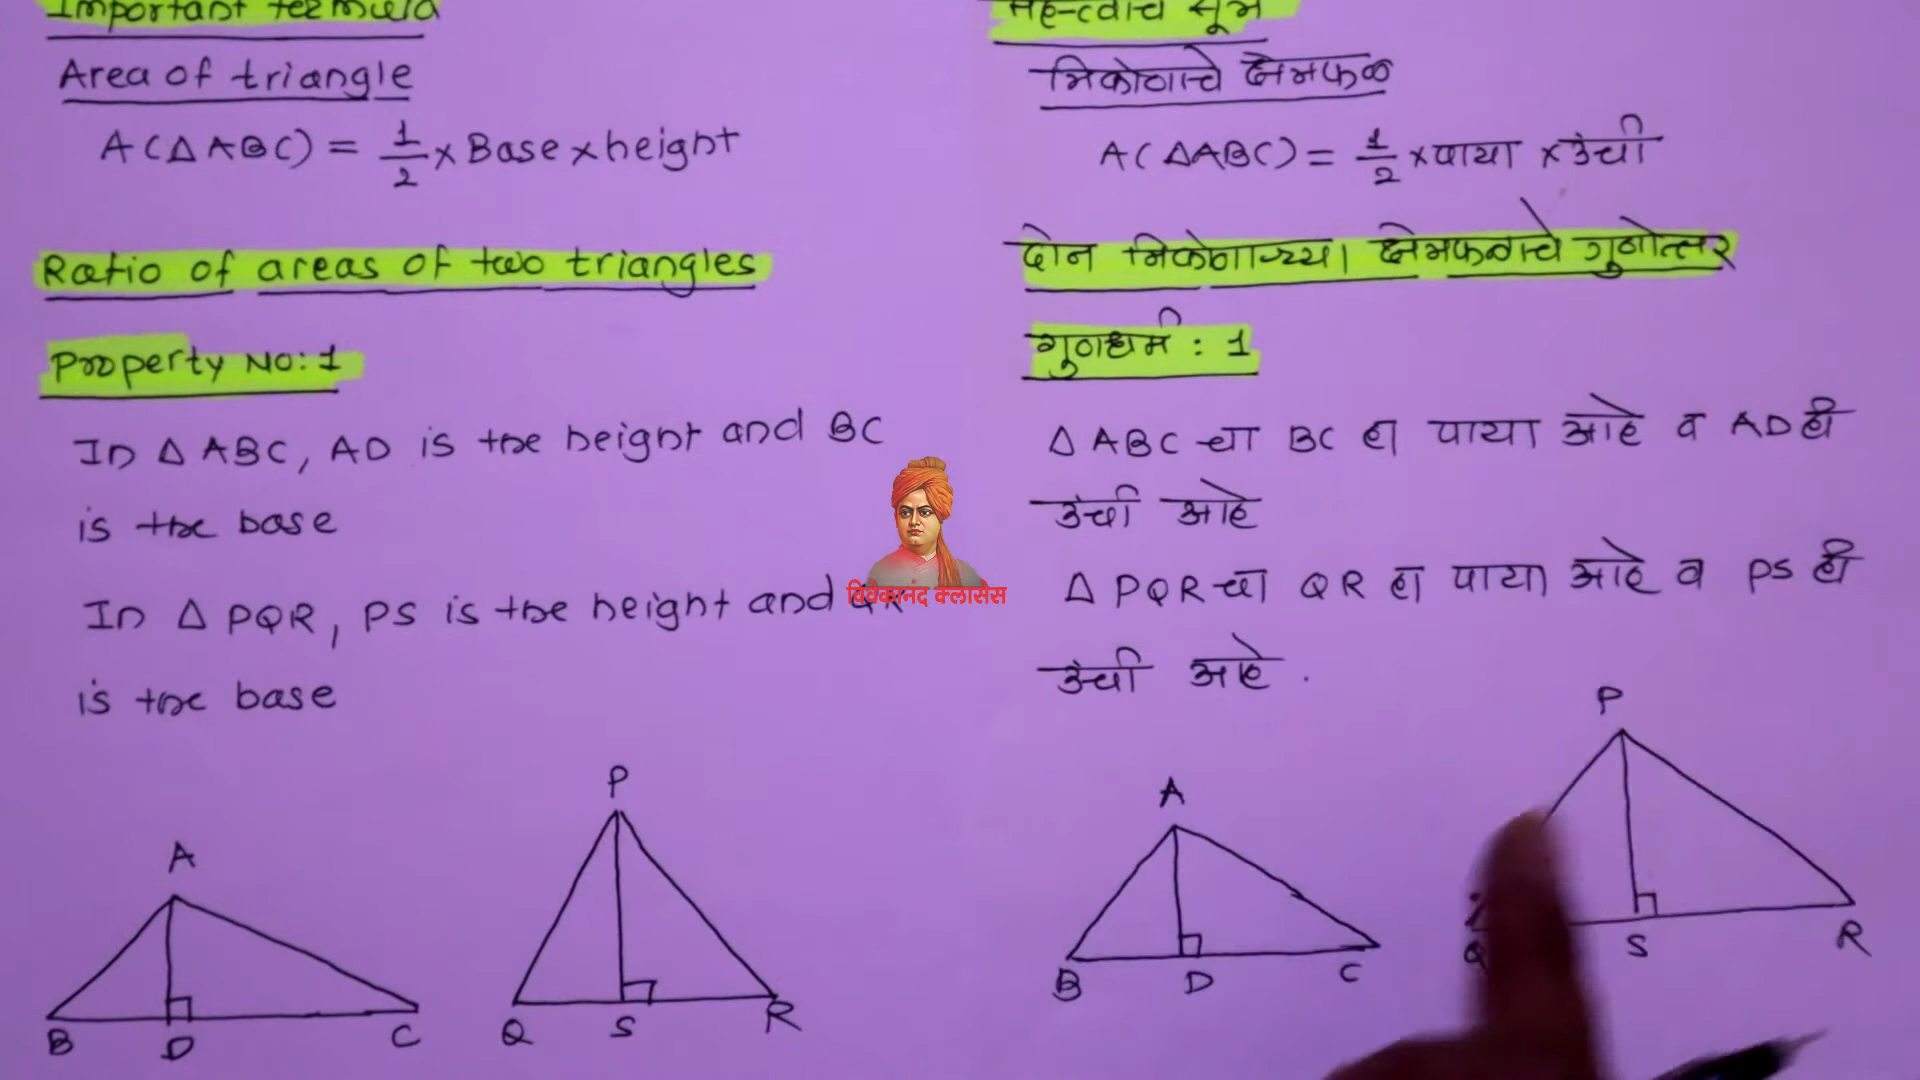 Important formula
Area of triangle
A(△ABC) = 1/2 × Base × height
Ratio of areas of two triangles
Property No: 1
In △ ABC, AD is the height and BC
is the base
In △ PQR, PS is the height and QR
is the base
A
B
D
C
P
Q
S
R
महत्त्वाचे सूत्र
त्रिकोणाचे क्षेत्रफळ
A(△ABC) = 1/2 × पाया × उंची
दोन त्रिकोणाच्या क्षेत्रफळाचे गुणोत्तर
गुणधर्म : 1
△ ABC चा BC हा पाया आहे व AD ही
उंची आहे
△ PQR चा QR हा पाया आहे व PS ही
उंची आहे .
A
B
D
C
P
Q
S
R
विवेकानंद क्लासेस